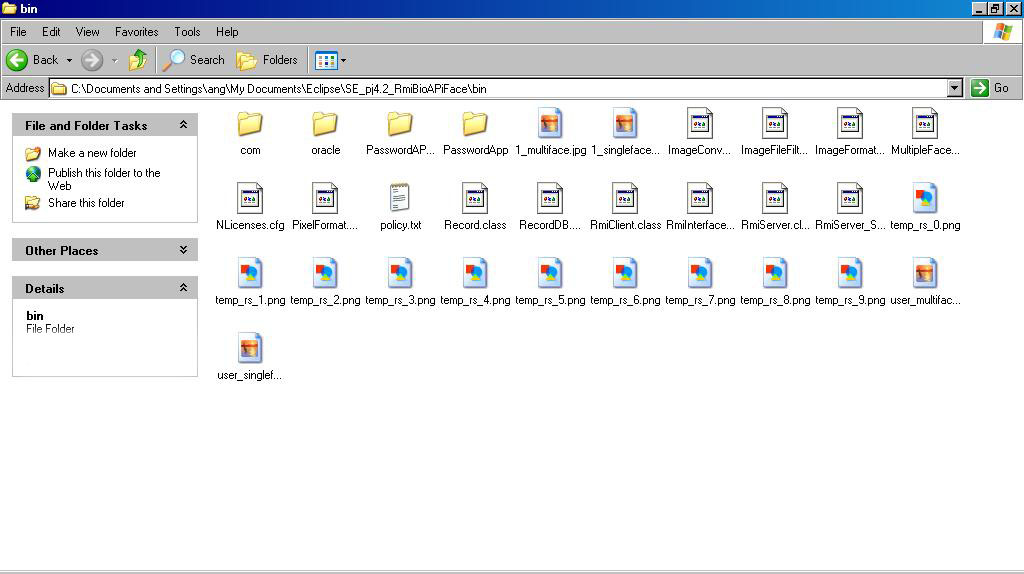 bin
File Edit View Favorites Tools Help
Back Search Folders
Address C:\Documents and Settings\ang\My Documents\Eclipse\SE_pj4.2_RmiBioAPiFace\bin Go
File and Folder Tasks
Make a new folder
Publish this folder to the
Web
Share this folder
Other Places
Details
bin
File Folder
com oracle PasswordAP... PasswordApp 1_multiface.jpg 1_singleface... ImageConv... ImageFileFilt... ImageFormat... MultipleFace...
NLicenses.cfg PixelFormat.... policy.txt Record.class RecordDB.... RmiClient.class RmiInterface... RmiServer.cl... RmiServer_S... temp_rs_0.png
temp_rs_1.png temp_rs_2.png temp_rs_3.png temp_rs_4.png temp_rs_5.png temp_rs_6.png temp_rs_7.png temp_rs_8.png temp_rs_9.png user_multifac...
user_singlef...